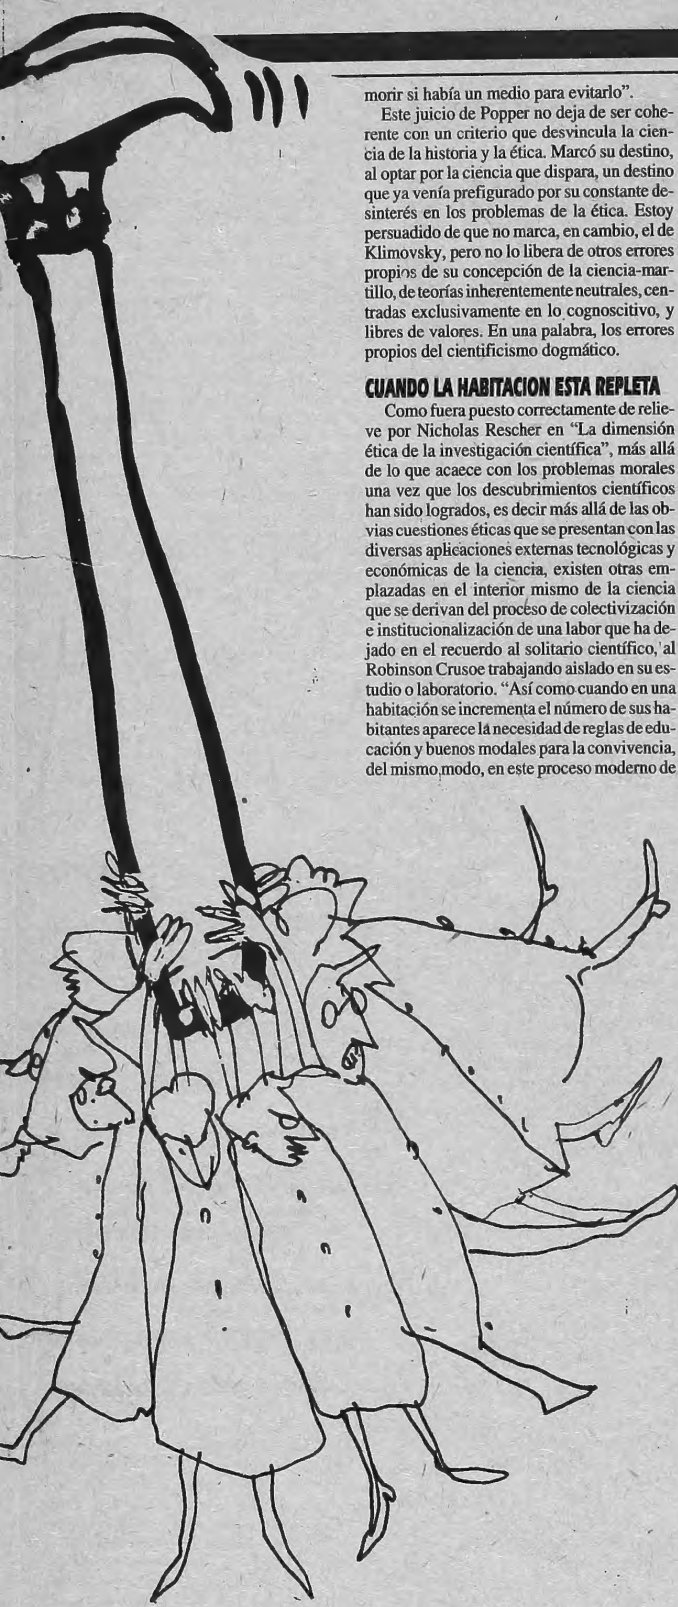 morir si había un medio para evitarlo”.
Este juicio de Popper no deja de ser cohe-
rente con un criterio que desvincula la cien-
cia de la historia y la ética. Marcó su destino,
al optar por la ciencia que dispara, un destino
que ya venía prefigurado por su constante de-
sinterés en los problemas de la ética. Estoy
persuadido de que no marca, en cambio, el de
Klimovsky, pero no lo libera de otros errores
propios de su concepción de la ciencia-mar-
tillo, de teorías inherentemente neutrales, cen-
tradas exclusivamente en lo cognoscitivo, y
libres de valores. En una palabra, los errores
propios del cientificismo dogmático.
CUANDO LA HABITACION ESTA REPLETA
Como fuera puesto correctamente de relie-
ve por Nicholas Rescher en “La dimensión
ética de la investigación científica”, más allá
de lo que acaece con los problemas morales
una vez que los descubrimientos científicos
han sido logrados, es decir más allá de las ob-
vias cuestiones éticas que se presentan con las
diversas aplicaciones externas tecnológicas y
económicas de la ciencia, existen otras em-
plazadas en el interior mismo de la ciencia
que se derivan del proceso de colectivización
e institucionalización de una labor que ha de-
jado en el recuerdo al solitario científico, al
Robinson Crusoe trabajando aislado en su es-
tudio o laboratorio. “Así como cuando en una
habitación se incrementa el número de sus ha-
bitantes aparece la necesidad de reglas de edu-
cación y buenos modales para la convivencia,
del mismo modo, en este proceso moderno de